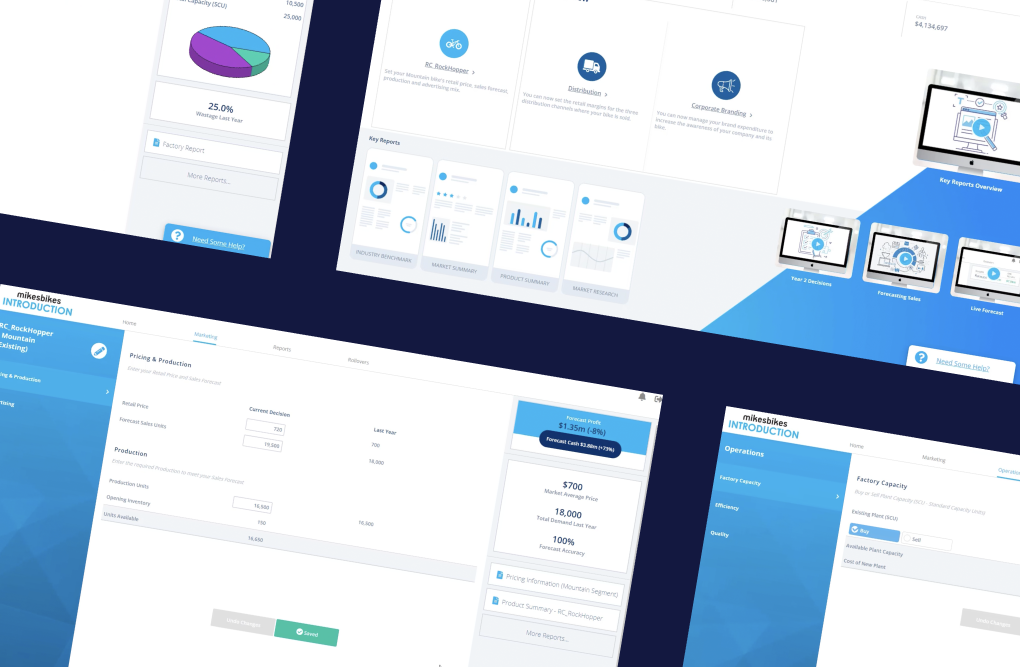 Capacity (SCU)
10,500
25,000
25.0%
Wastage Last Year
Factory Report
More Reports...
Need Some Help?
Cash
$4,134,697
RC_RockHopper
Set your Mountain bike's retail price, sales forecast,
production and advertising mix.
Distribution
You can now set the retail margins for the three
distribution channels where your bike is sold.
Corporate Branding
You can now manage your brand expenditure to
increase the awareness of your company and its
bike.
Key Reports
INDUSTRY BENCHMARK
MARKET SUMMARY
PRODUCT SUMMARY
MARKET RESEARCH
Key Reports Overview
Year 2 Decisions
Forecasting Sales
Live Forecast
Need Some Help?
mikesbikes
INTRODUCTION
Home
Marketing
Reports
Rollovers
RC_RockHopper
Mountain
Existing)
ng & Production
rtising
Pricing & Production
Enter your Retail Price and Sales Forecast
Current Decision
Last Year
Retail Price
720
700
Forecast Sales Units
19,500
18,000
Production
Enter the required Production to meet your Sales Forecast
Production Units
16,500
16,500
Opening Inventory
150
Units Available
Undo Changes
Saved
Forecast Profit
$1.35m (-8%)
Forecast Cash $3.88m (+73%)
$700
Market Average Price
18,000
Total Demand Last Year
100%
Forecast Accuracy
Pricing Information (Mountain Segment)
Product Summary - RC_RockHopper
More Reports...
mikesbikes
INTRODUCTION
Home
Marketing
Operation
Operations
Factory Capacity
Efficiency
Quality
Factory Capacity
Buy or Sell Plant Capacity (SCU - Standard Capacity Units)
Existing Plant (SCU)
Buy
Sell
Available Plant Capacity
Cost of New Plant
Undo Changes